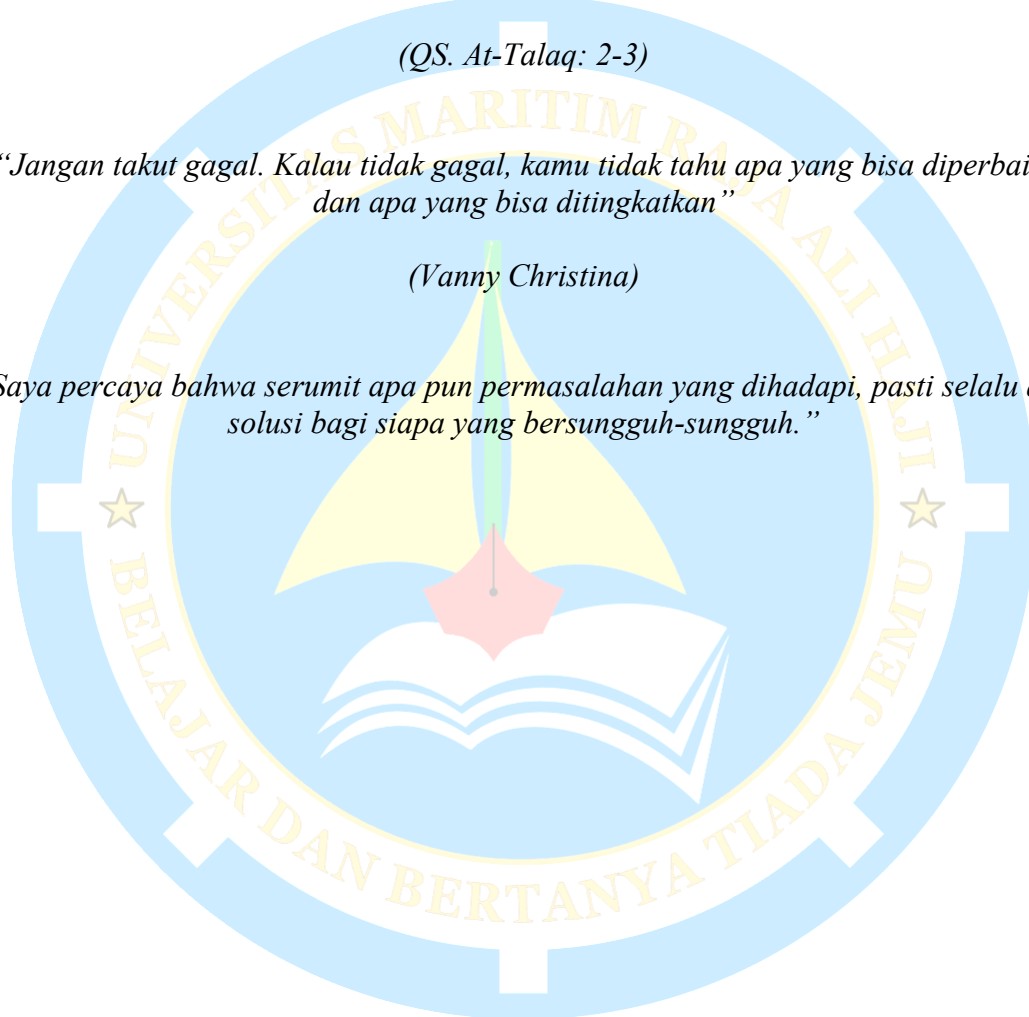 (QS. At-Talaq: 2-3)
“Jangan takut gagal. Kalau tidak gagal, kamu tidak tahu apa yang bisa
dan apa yang bisa ditingkatkan”
(Vanny Christina)
Saya percaya bahwa serumit apa pun permasalahan yang dihadapi, pasti selalu
solusi bagi siapa yang bersungguh-sungguh.”
UNIVERSITAS MARITIM RAJA ALI HAJI
BELAJAR DAN BERTANYA TIADA JEMU